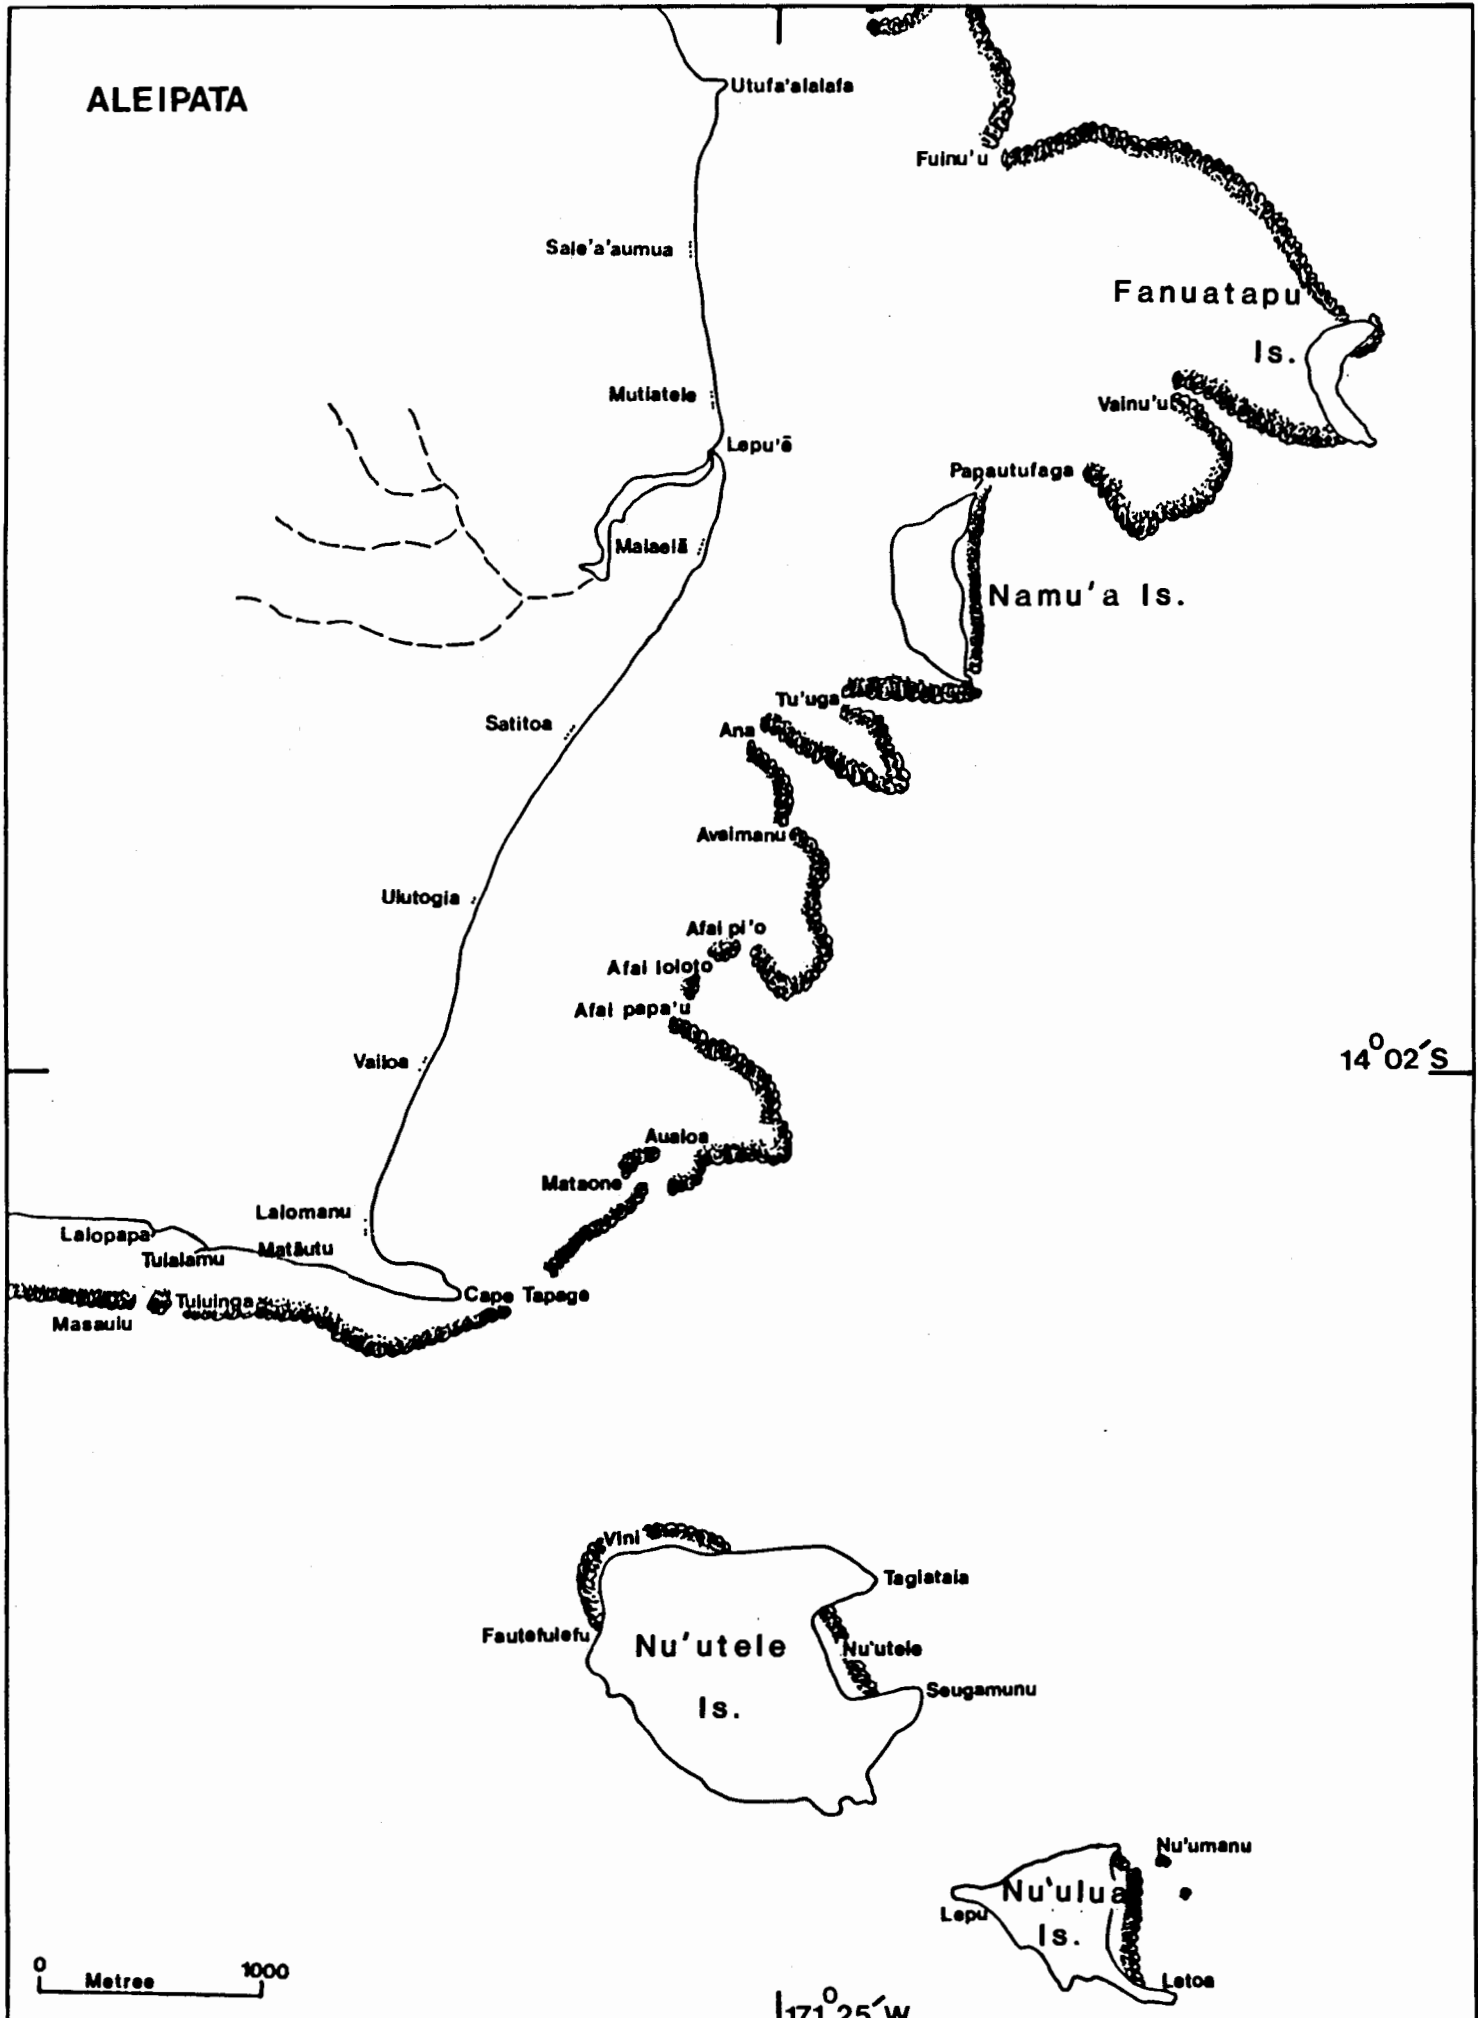 ALEIPATA
Utufa'alalafa
Fuinu'u
Sale'a'aumua
Fanuatapu
Is.
Mutiatele
Vainu'u
Lepu'ē
Papautufaga
Malaelā
Namu'a Is.
Tu'uga
Satitoa
Ana
Avaimanu
Ulutogia
Afai pi'o
Afai loloto
Afai papa'u
14°02′S
Vailoa
Aualoa
Mataone
Lalomanu
Lalopapa
Matāutu
Tulalamu
Cape Tapaga
Tuluinga
Masaulu
Vini
Tagiataia
Fautefulefu
Nu'utele
Is.
Nu'utele
Seugamunu
Nu'umanu
Nu'ulua
Is.
Lepu
Letoa
0 1000
Metres
171°25′W